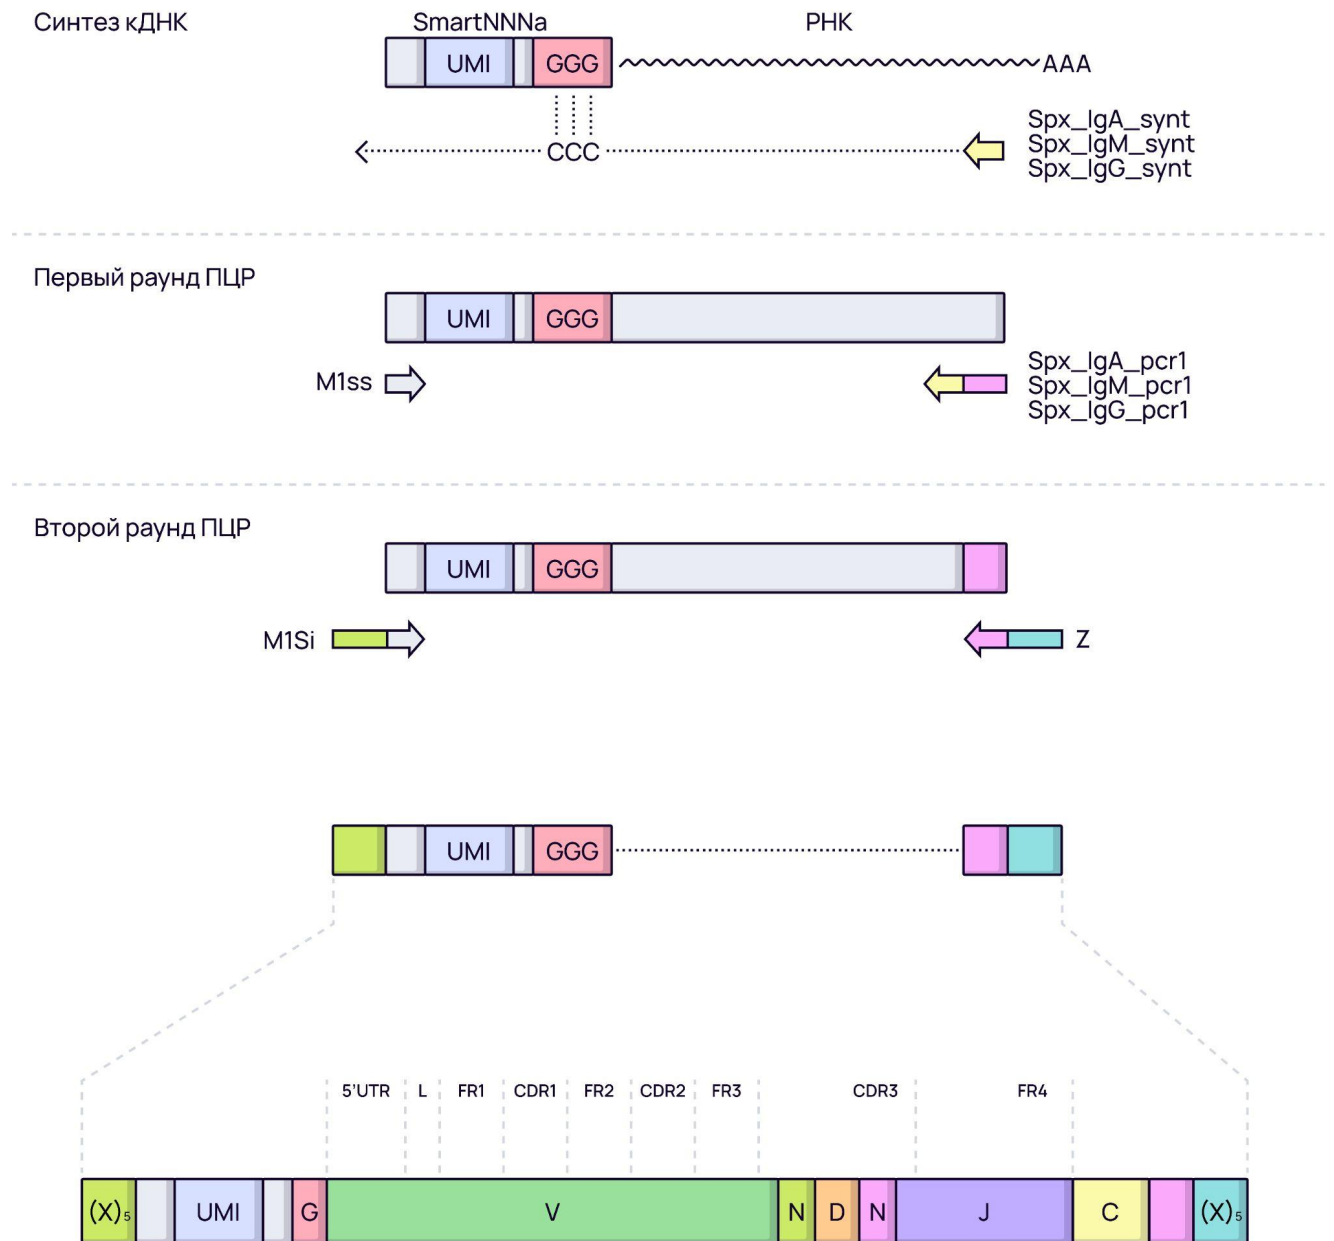 Синтез кДНК
SmartNNNa
РНК
UMI
GGG
AAA
CCC
Spx_IgA_synt
Spx_IgM_synt
Spx_IgG_synt
Первый раунд ПЦР
UMI
GGG
M1ss
Spx_IgA_pcr1
Spx_IgM_pcr1
Spx_IgG_pcr1
Второй раунд ПЦР
UMI
GGG
M1Si
Z
UMI
GGG
5'UTR
L
FR1
CDR1
FR2
CDR2
FR3
CDR3
FR4
(X)₅
UMI
G
V
N
D
N
J
C
(X)₅